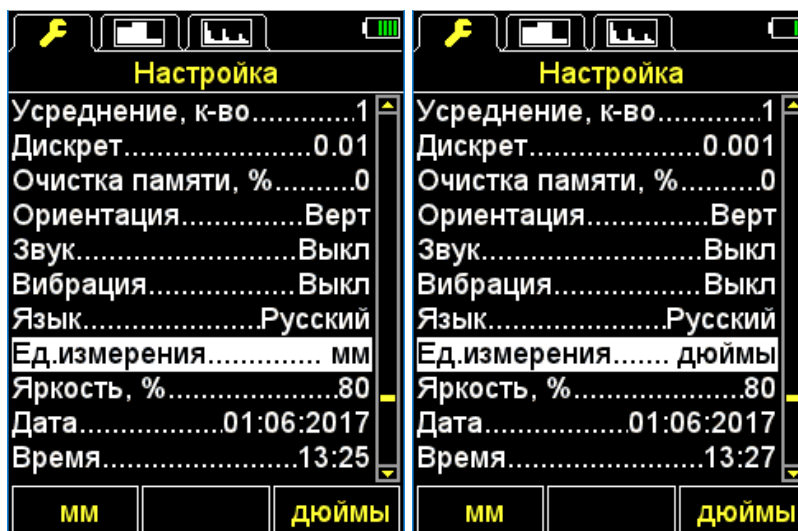 Настройка
Усреднение, к-во.............1
Дискрет......................0.01
Очистка памяти, %..........0
Ориентация..............Верт
Звук.......................Выкл
Вибрация.................Выкл
Язык.....................Русский
Ед.измерения............. мм
Яркость, %....................80
Дата.................01:06:2017
Время.......................13:25
мм
дюймы
Настройка
Усреднение, к-во.............1
Дискрет....................0.001
Очистка памяти, %..........0
Ориентация..............Верт
Звук.......................Выкл
Вибрация.................Выкл
Язык.....................Русский
Ед.измерения....... дюймы
Яркость, %....................80
Дата.................01:06:2017
Время.......................13:27
мм
дюймы